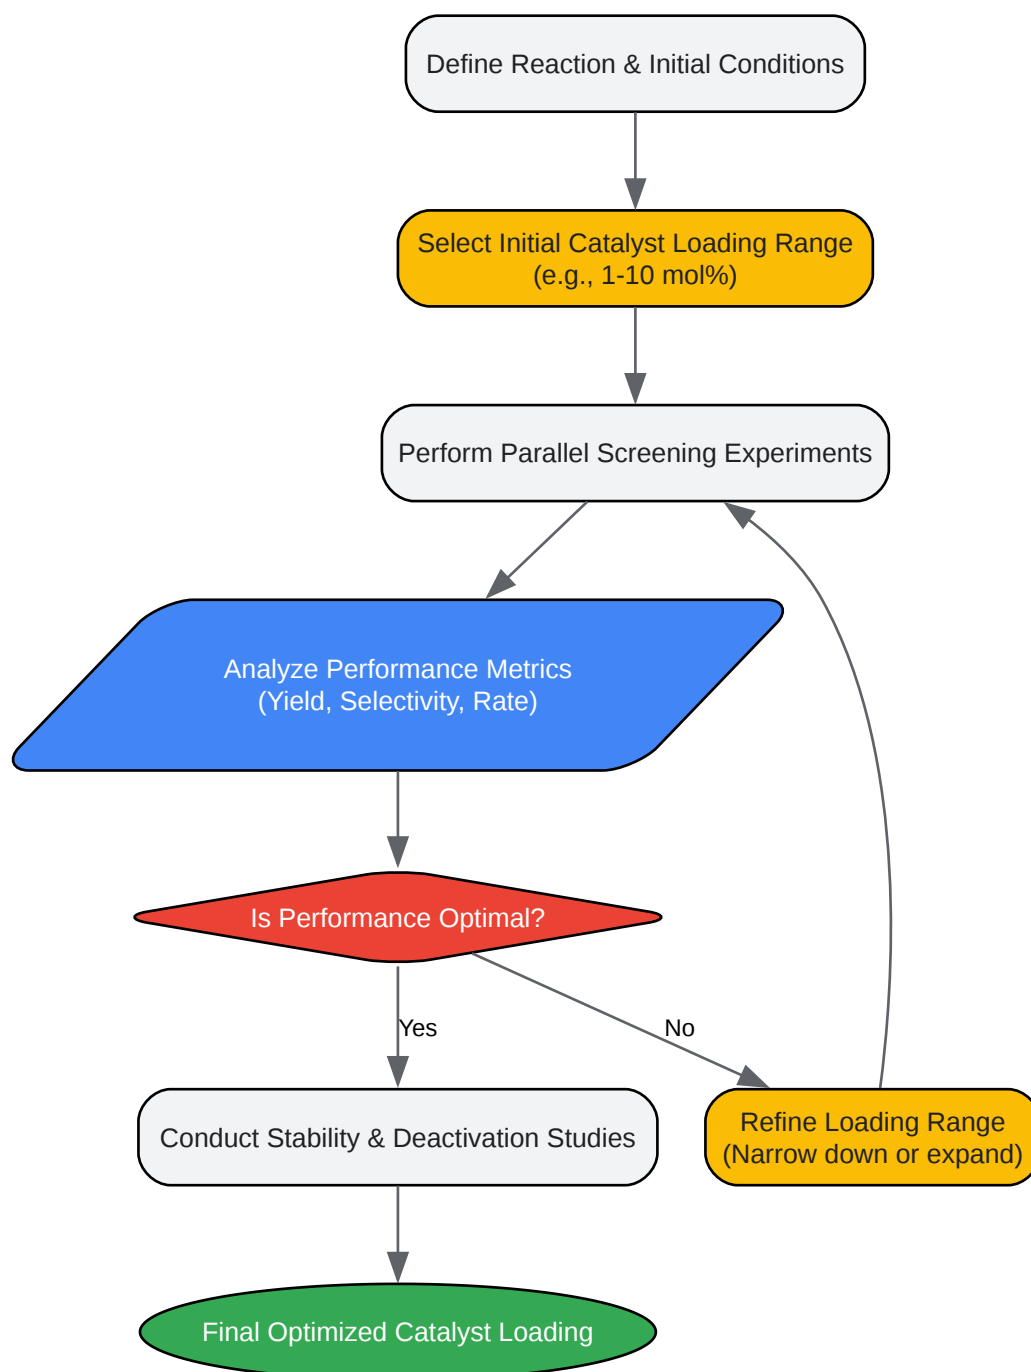 Define Reaction & Initial Conditions
Select Initial Catalyst Loading Range
(e.g., 1-10 mol%)
Perform Parallel Screening Experiments
Analyze Performance Metrics
(Yield, Selectivity, Rate)
Is Performance Optimal?
Yes
No
Conduct Stability & Deactivation Studies
Refine Loading Range
(Narrow down or expand)
Final Optimized Catalyst Loading